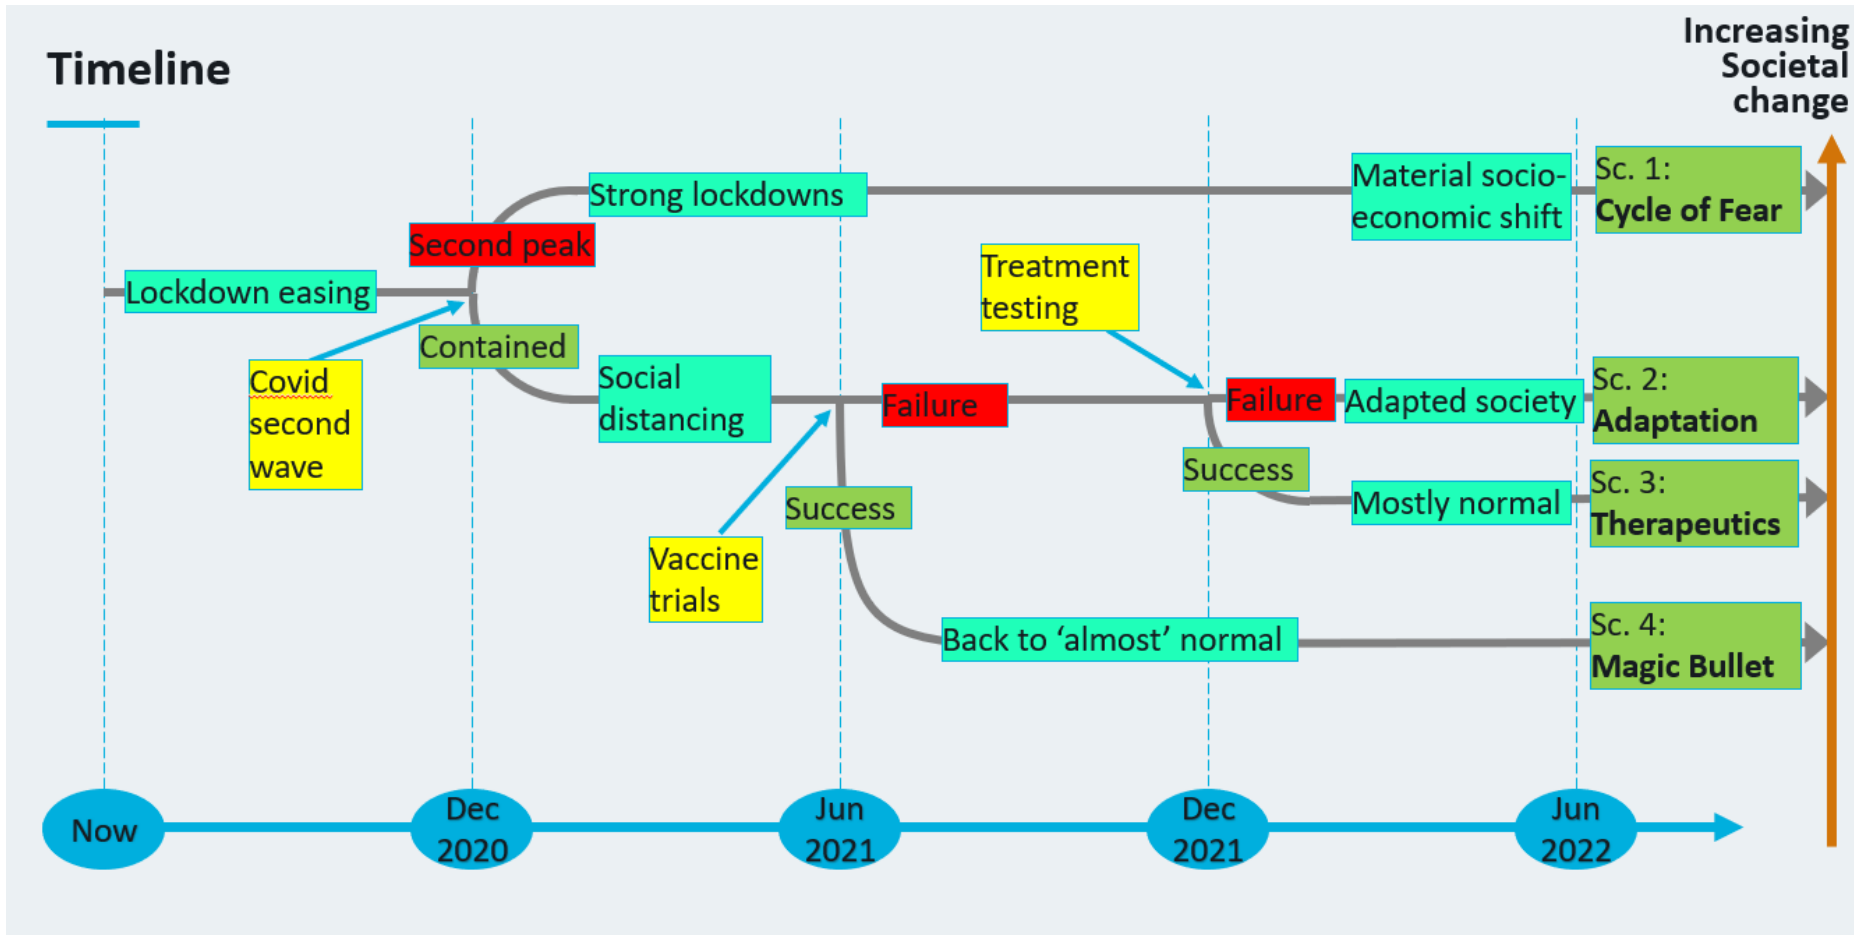 Timeline
Increasing
Societal
change
Strong lockdowns
Material socio-
economic shift
Sc. 1:
Cycle of Fear
Second peak
Lockdown easing
Treatment
testing
Contained
Covid
second
wave
Social
distancing
Failure
Failure
Adapted society
Sc. 2:
Adaptation
Success
Mostly normal
Sc. 3:
Therapeutics
Success
Vaccine
trials
Back to ‘almost’ normal
Sc. 4:
Magic Bullet
Now
Dec
2020
Jun
2021
Dec
2021
Jun
2022